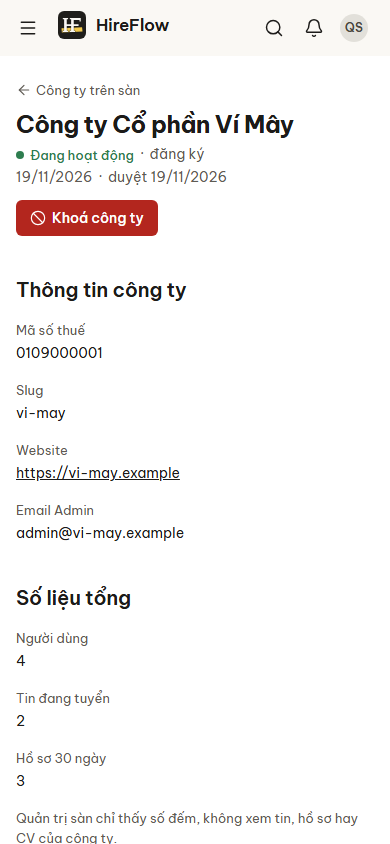 HF
HireFlow
QS
Công ty trên sàn
Công ty Cổ phần Ví Mây
Đang hoạt động · đăng ký
19/11/2026 · duyệt 19/11/2026
Khoá công ty
Thông tin công ty
Mã số thuế
0109000001
Slug
vi-may
Website
https://vi-may.example
Email Admin
admin@vi-may.example
Số liệu tổng
Người dùng
4
Tin đang tuyển
2
Hồ sơ 30 ngày
3
Quản trị sàn chỉ thấy số đếm, không xem tin, hồ sơ hay
CV của công ty.